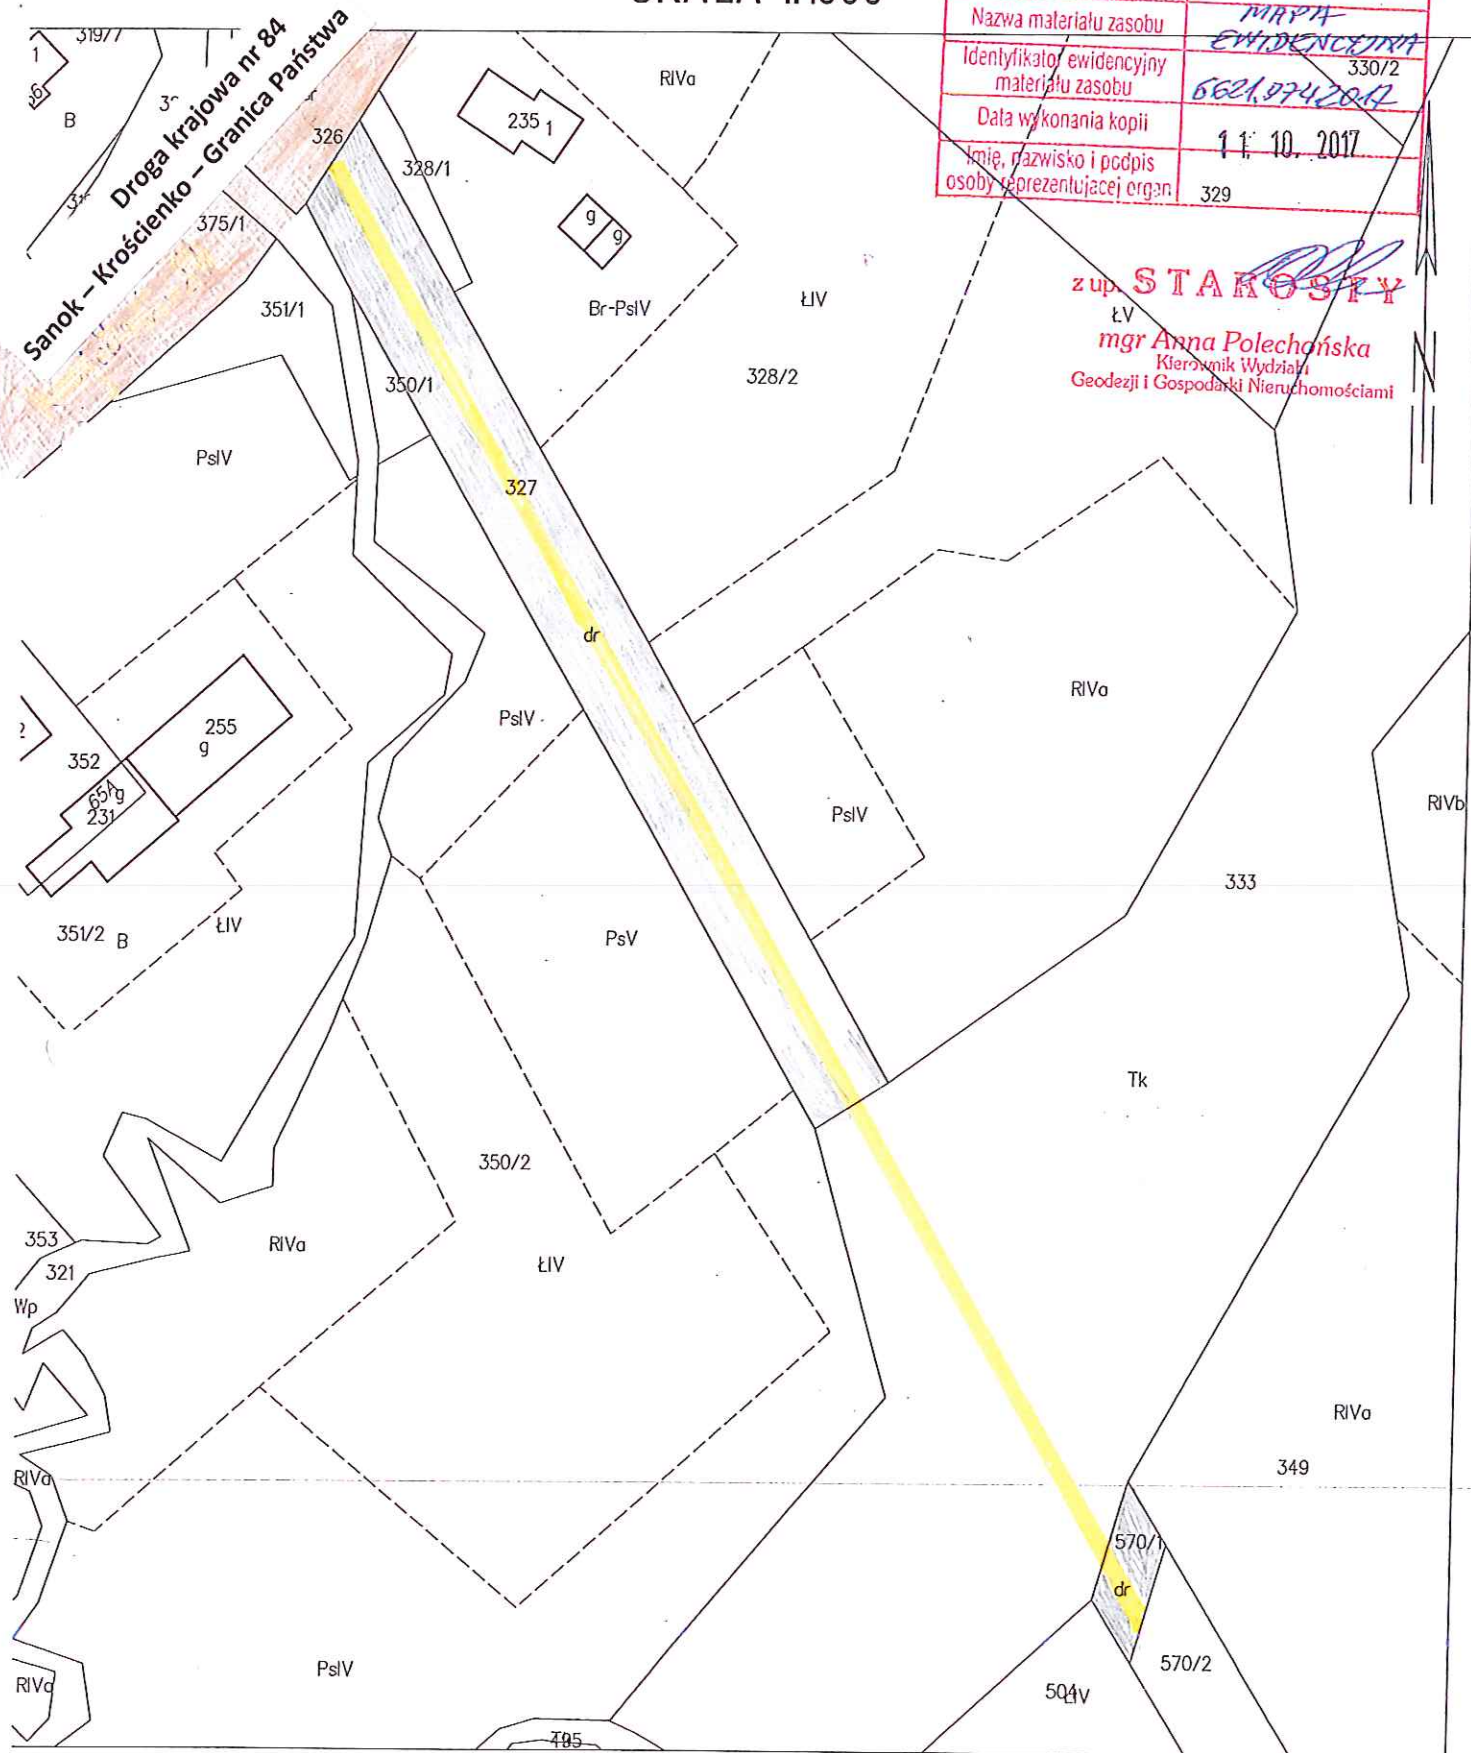 Nazwa materiału zasobu
MAPA
EWIDENCYJNA
Identyfikator ewidencyjny
materiału zasobu
330/2
6621.974.2017
Data wykonania kopii
11. 10. 2017
Imię, nazwisko i podpis
osoby reprezentującej organ
329
z up. STAROSTY
ŁV
mgr Anna Polechońska
Kierownik Wydziału
Geodezji i Gospodarki Nieruchomościami
N
Droga krajowa nr 84
Sanok – Krościenko – Granica Państwa
319/7
1
B
326
328/1
375/1
RIVa
235 1
g
g
351/1
Br-PsIV
ŁIV
350/1
328/2
PsIV
327
dr
RIVa
PsIV
255
g
352
65A g
231
PsIV
RIVb
333
351/2 B
ŁIV
PsV
Tk
350/2
353
RIVa
321
ŁIV
Wp
RIVa
349
RIVa
570/1
dr
PsIV
570/2
RIVa
504
ŁIV